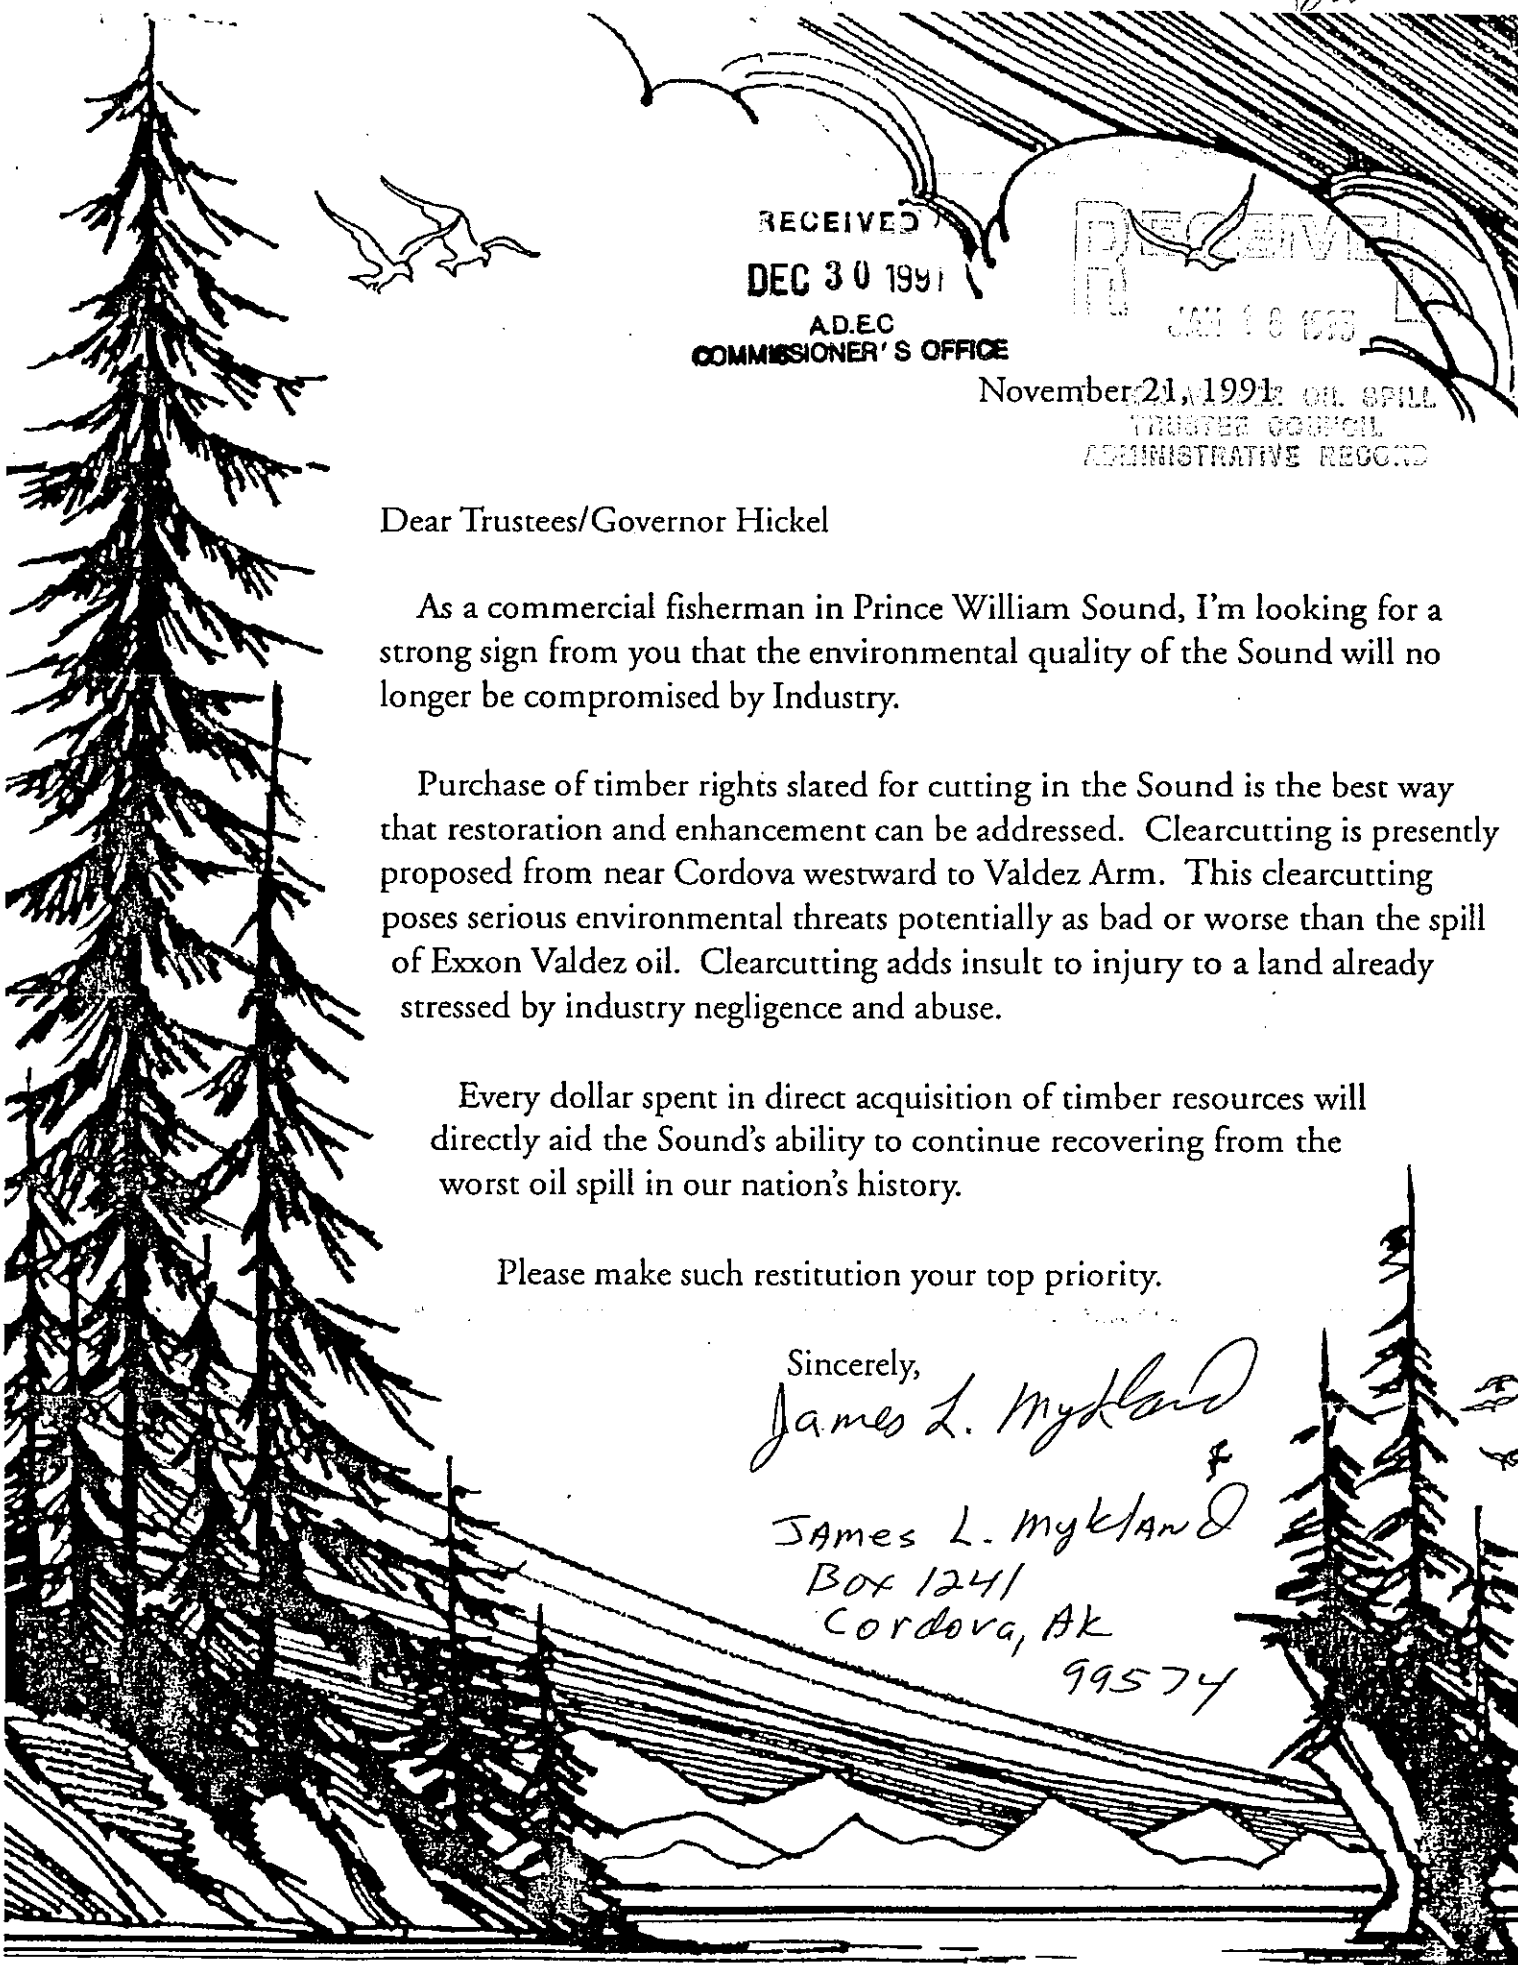 RECEIVED
DEC 30 1991
A.D.E.C
COMMISSIONER'S OFFICE
RECEIVED
JAN 16
OIL SPILL
TRUSTEE COUNCIL
ADMINISTRATIVE RECORD
November 21, 1991
Dear Trustees/Governor Hickel
As a commercial fisherman in Prince William Sound, I'm looking for a
strong sign from you that the environmental quality of the Sound will no
longer be compromised by Industry.
Purchase of timber rights slated for cutting in the Sound is the best way
that restoration and enhancement can be addressed. Clearcutting is presently
proposed from near Cordova westward to Valdez Arm. This clearcutting
poses serious environmental threats potentially as bad or worse than the spill
of Exxon Valdez oil. Clearcutting adds insult to injury to a land already
stressed by industry negligence and abuse.
Every dollar spent in direct acquisition of timber resources will
directly aid the Sound's ability to continue recovering from the
worst oil spill in our nation's history.
Please make such restitution your top priority.
Sincerely,
James L. Mykland
James L. Mykland
Box 1241
Cordova, AK
99574